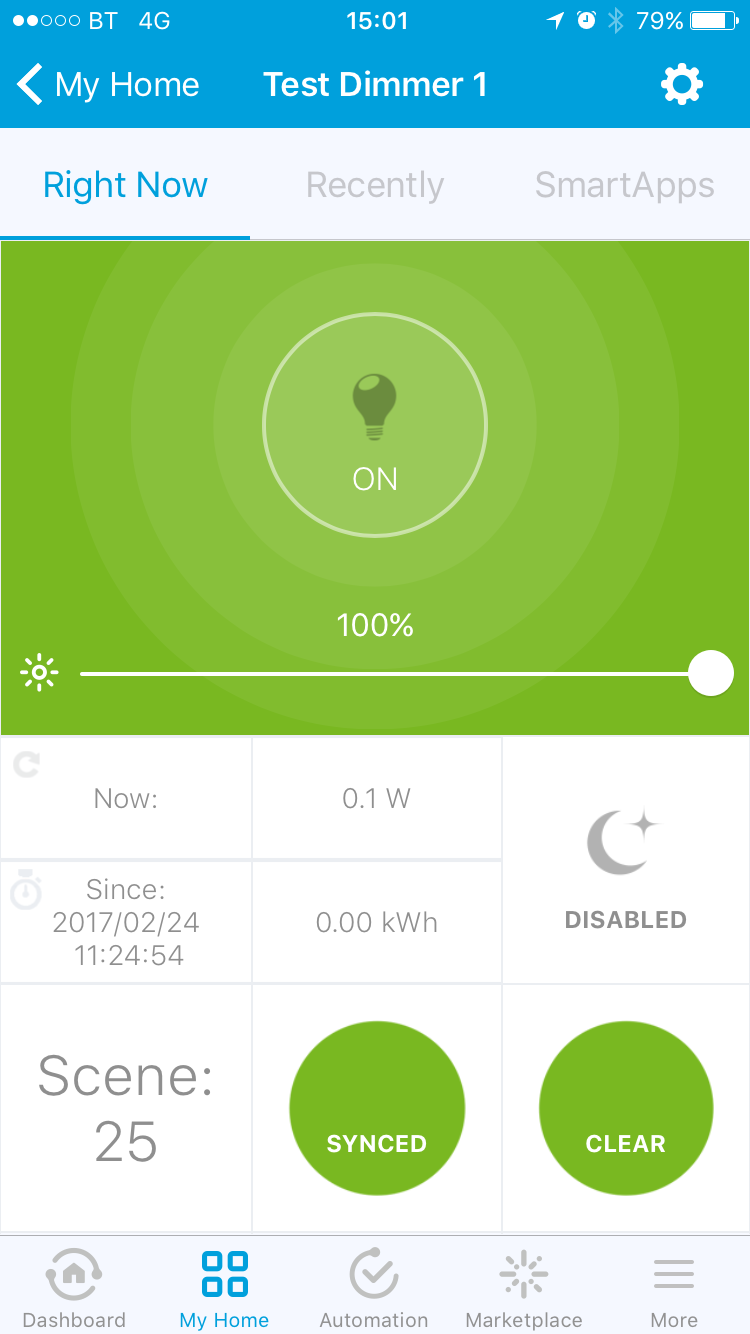 BT 4G 15:01 79%
My Home Test Dimmer 1
Right Now Recently SmartApps
ON
100%
Now: 0.1 W
Since:
2017/02/24
11:24:54
0.00 kWh
DISABLED
Scene:
25
SYNCED
CLEAR
Dashboard My Home Automation Marketplace More